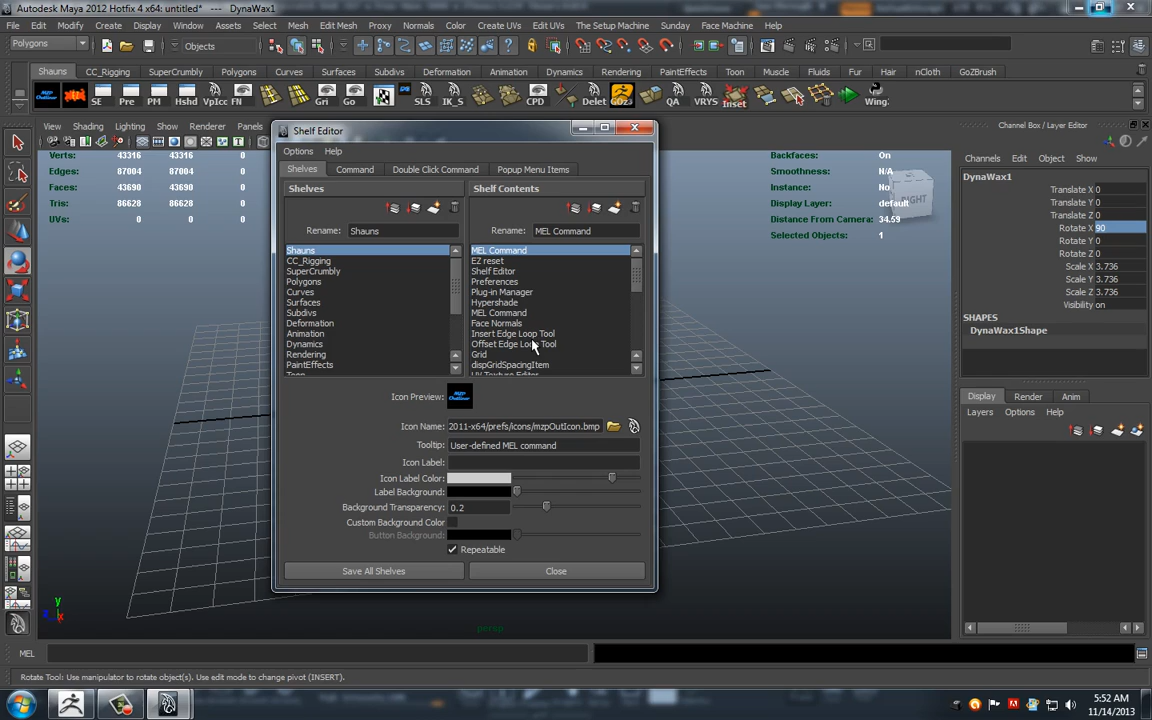 Autodesk Maya 2012 Hotfix 4 x64: untitled*   ---   DynaWax1
File Edit Modify Create Display Window Assets Select Mesh Edit Mesh Proxy Normals Color Create UVs Edit UVs The Setup Machine Sunday Face Machine Help
Polygons Objects
Shauns CC_Rigging SuperCrumbly Polygons Curves Surfaces Subdivs Deformation Animation Dynamics Rendering PaintEffects Toon Muscle Fluids Fur Hair nCloth GoZBrush
MZP Outliner SE Pre PM Hshd VpIcc FN Gri Go SLS IK_S CPD Delet GoZ QA VRYS Inset Wing
View Shading Lighting Show Renderer Panels
Shelf Editor
Channel Box / Layer Editor
Verts: 43316 43316 0
Edges: 87004 87004 0
Faces: 43690 43690 0
Tris: 86628 86628 0
UVs: 0 0 0
Options Help
Shelves Command Double Click Command Popup Menu Items
Shelves Shelf Contents
Rename: Shauns Rename: MEL Command
Shauns MEL Command
CC_Rigging EZ reset
SuperCrumbly Shelf Editor
Polygons Preferences
Curves Plug-in Manager
Surfaces Hypershade
Subdivs MEL Command
Deformation Face Normals
Animation Insert Edge Loop Tool
Dynamics Offset Edge Loop Tool
Rendering Grid
PaintEffects dispGridSpacingItem
Toon UV Texture Editor
Icon Preview: MZP Outliner
Icon Name: 2011-x64/prefs/icons/mzpOutIcon.bmp
Tooltip: User-defined MEL command
Icon Label:
Icon Label Color:
Label Background:
Background Transparency: 0.2
Custom Background Color
Button Background:
Repeatable
Save All Shelves Close
Backfaces: On
Smoothness: N/A
Instance: No
Display Layer: default
Distance From Camera: 34.59
Selected Objects: 1
RIGHT
Channels Edit Object Show
DynaWax1
Translate X 0
Translate Y 0
Translate Z 0
Rotate X 90
Rotate Y 0
Rotate Z 0
Scale X 3.736
Scale Y 3.736
Scale Z 3.736
Visibility on
SHAPES
DynaWax1Shape
Display Render Anim
Layers Options Help
y
z x
persp
MEL
Rotate Tool: Use manipulator to rotate object(s). Use edit mode to change pivot (INSERT).
5:52 AM
11/14/2013